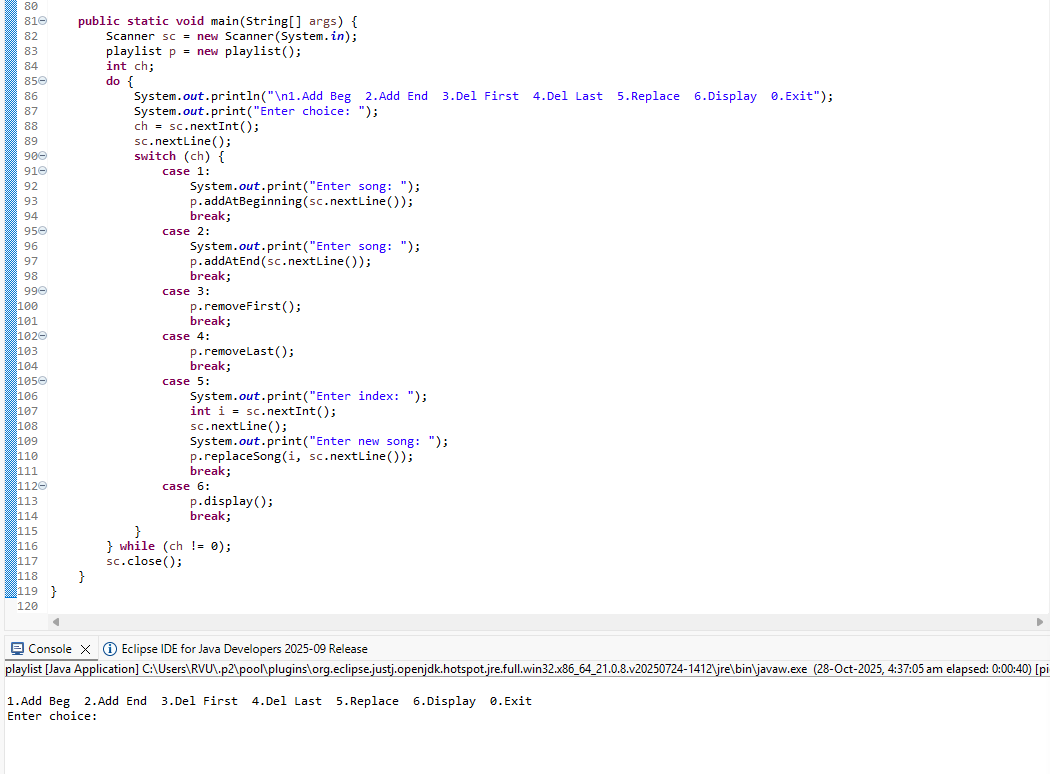 80
81    public static void main(String[] args) {
82        Scanner sc = new Scanner(System.in);
83        playlist p = new playlist();
84        int ch;
85        do {
86            System.out.println("\n1.Add Beg  2.Add End  3.Del First  4.Del Last  5.Replace  6.Display  0.Exit");
87            System.out.print("Enter choice: ");
88            ch = sc.nextInt();
89            sc.nextLine();
90            switch (ch) {
91                case 1:
92                    System.out.print("Enter song: ");
93                    p.addAtBeginning(sc.nextLine());
94                    break;
95                case 2:
96                    System.out.print("Enter song: ");
97                    p.addAtEnd(sc.nextLine());
98                    break;
99                case 3:
100                    p.removeFirst();
101                    break;
102                case 4:
103                    p.removeLast();
104                    break;
105                case 5:
106                    System.out.print("Enter index: ");
107                    int i = sc.nextInt();
108                    sc.nextLine();
109                    System.out.print("Enter new song: ");
110                    p.replaceSong(i, sc.nextLine());
111                    break;
112                case 6:
113                    p.display();
114                    break;
115            }
116        } while (ch != 0);
117        sc.close();
118    }
119 }
120
Console Eclipse IDE for Java Developers 2025-09 Release
playlist [Java Application] C:\Users\RVU\.p2\pool\plugins\org.eclipse.justj.openjdk.hotspot.jre.full.win32.x86_64_21.0.8.v20250724-1412\jre\bin\javaw.exe (28-Oct-2025, 4:37:05 am elapsed: 0:00:40) [pi
1.Add Beg  2.Add End  3.Del First  4.Del Last  5.Replace  6.Display  0.Exit
Enter choice: